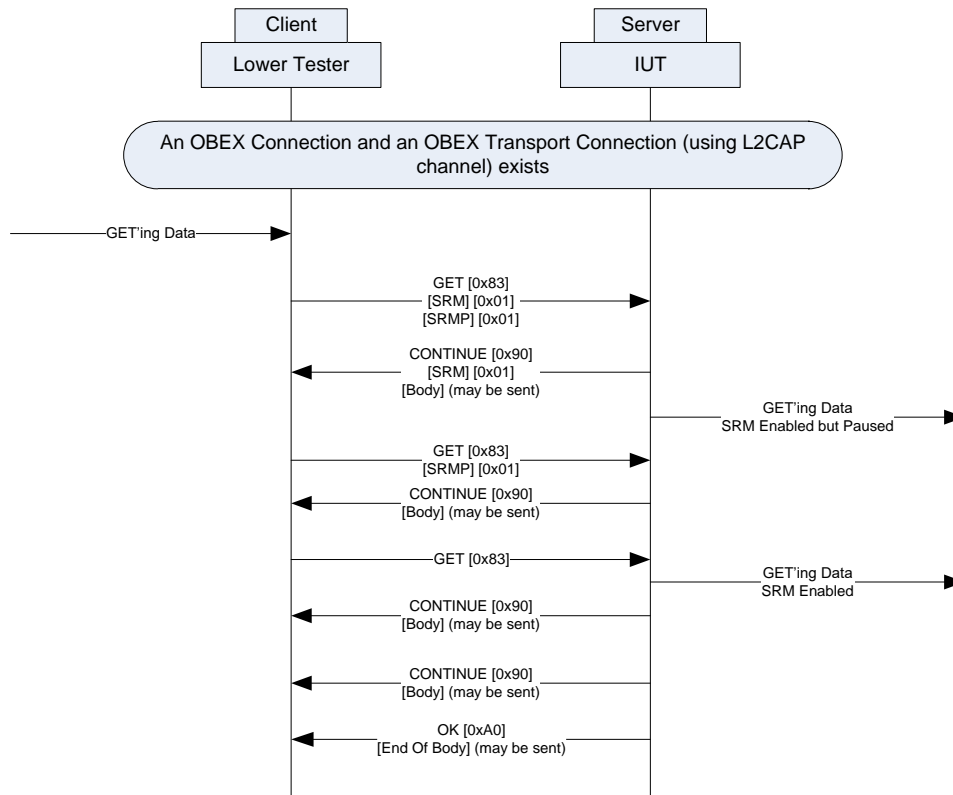 Client
Lower Tester
Server
IUT
An OBEX Connection and an OBEX Transport Connection (using L2CAP
channel) exists
GET'ing Data
GET [0x83]
[SRM] [0x01]
[SRMP] [0x01]
CONTINUE [0x90]
[SRM] [0x01]
[Body] (may be sent)
GET'ing Data
SRM Enabled but Paused
GET [0x83]
[SRMP] [0x01]
CONTINUE [0x90]
[Body] (may be sent)
GET [0x83]
GET'ing Data
SRM Enabled
CONTINUE [0x90]
[Body] (may be sent)
CONTINUE [0x90]
[Body] (may be sent)
OK [0xA0]
[End Of Body] (may be sent)